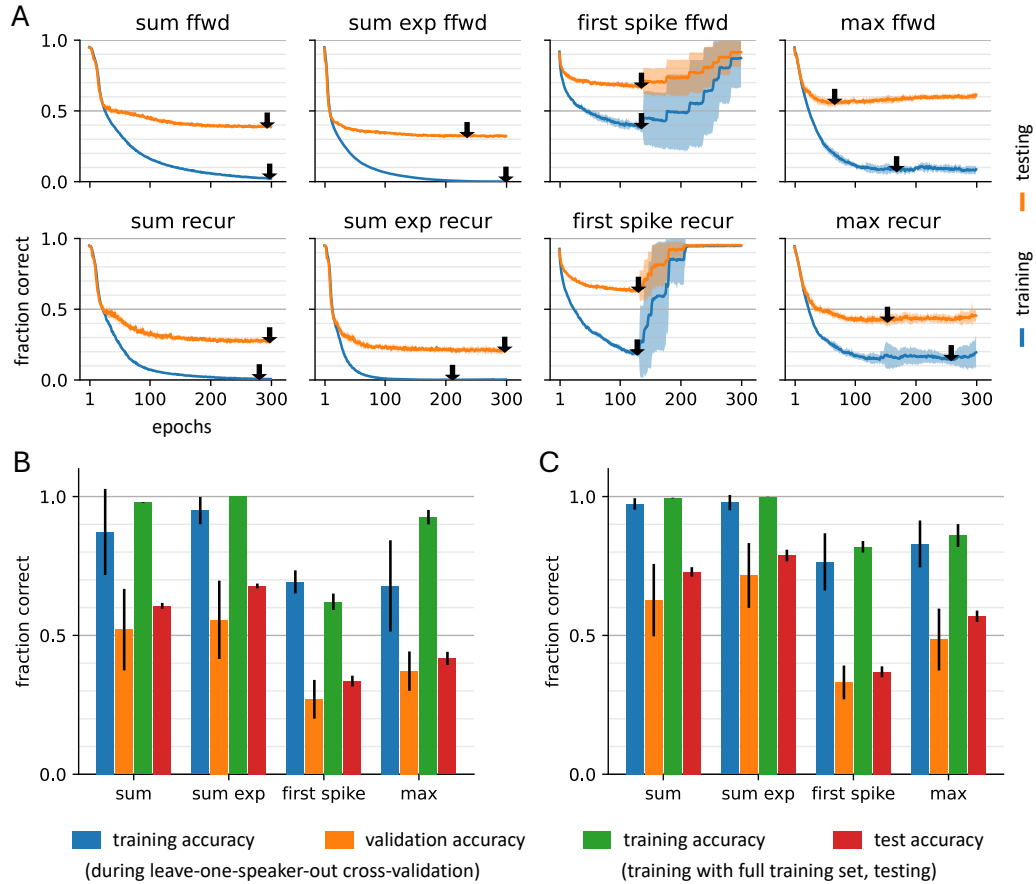 A
sum ffwd
sum exp ffwd
first spike ffwd
max ffwd
1.0
0.5
0.0
1
100
200
300
1
100
200
300
1
100
200
300
1
100
200
300
sum recur
sum exp recur
first spike recur
max recur
1.0
0.5
0.0
fraction correct
epochs
testing
training
B
fraction correct
1.0
0.5
0.0
sum
sum exp
first spike
max
C
fraction correct
1.0
0.5
0.0
sum
sum exp
first spike
max
training accuracy
validation accuracy
training accuracy
test accuracy
(during leave-one-speaker-out cross-validation)
(training with full training set, testing)